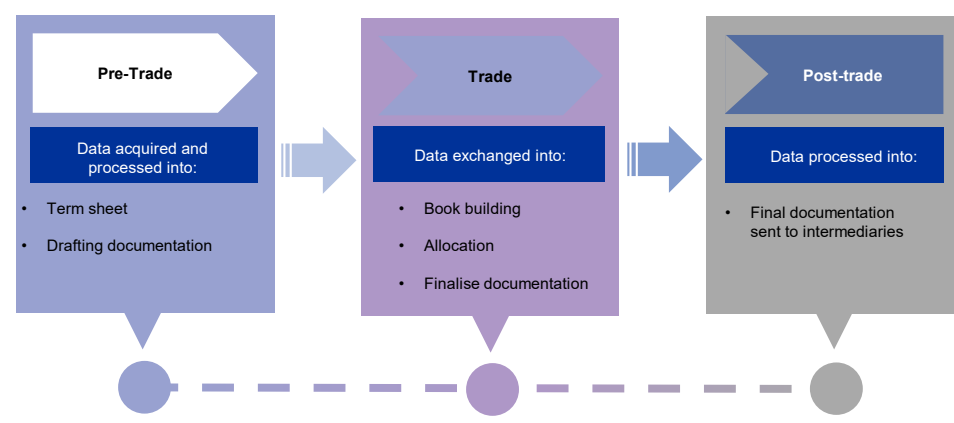 Pre-Trade
Data acquired and
processed into:
• Term sheet
• Drafting documentation
Trade
Data exchanged into:
• Book building
• Allocation
• Finalise documentation
Post-trade
Data processed into:
• Final documentation
sent to intermediaries